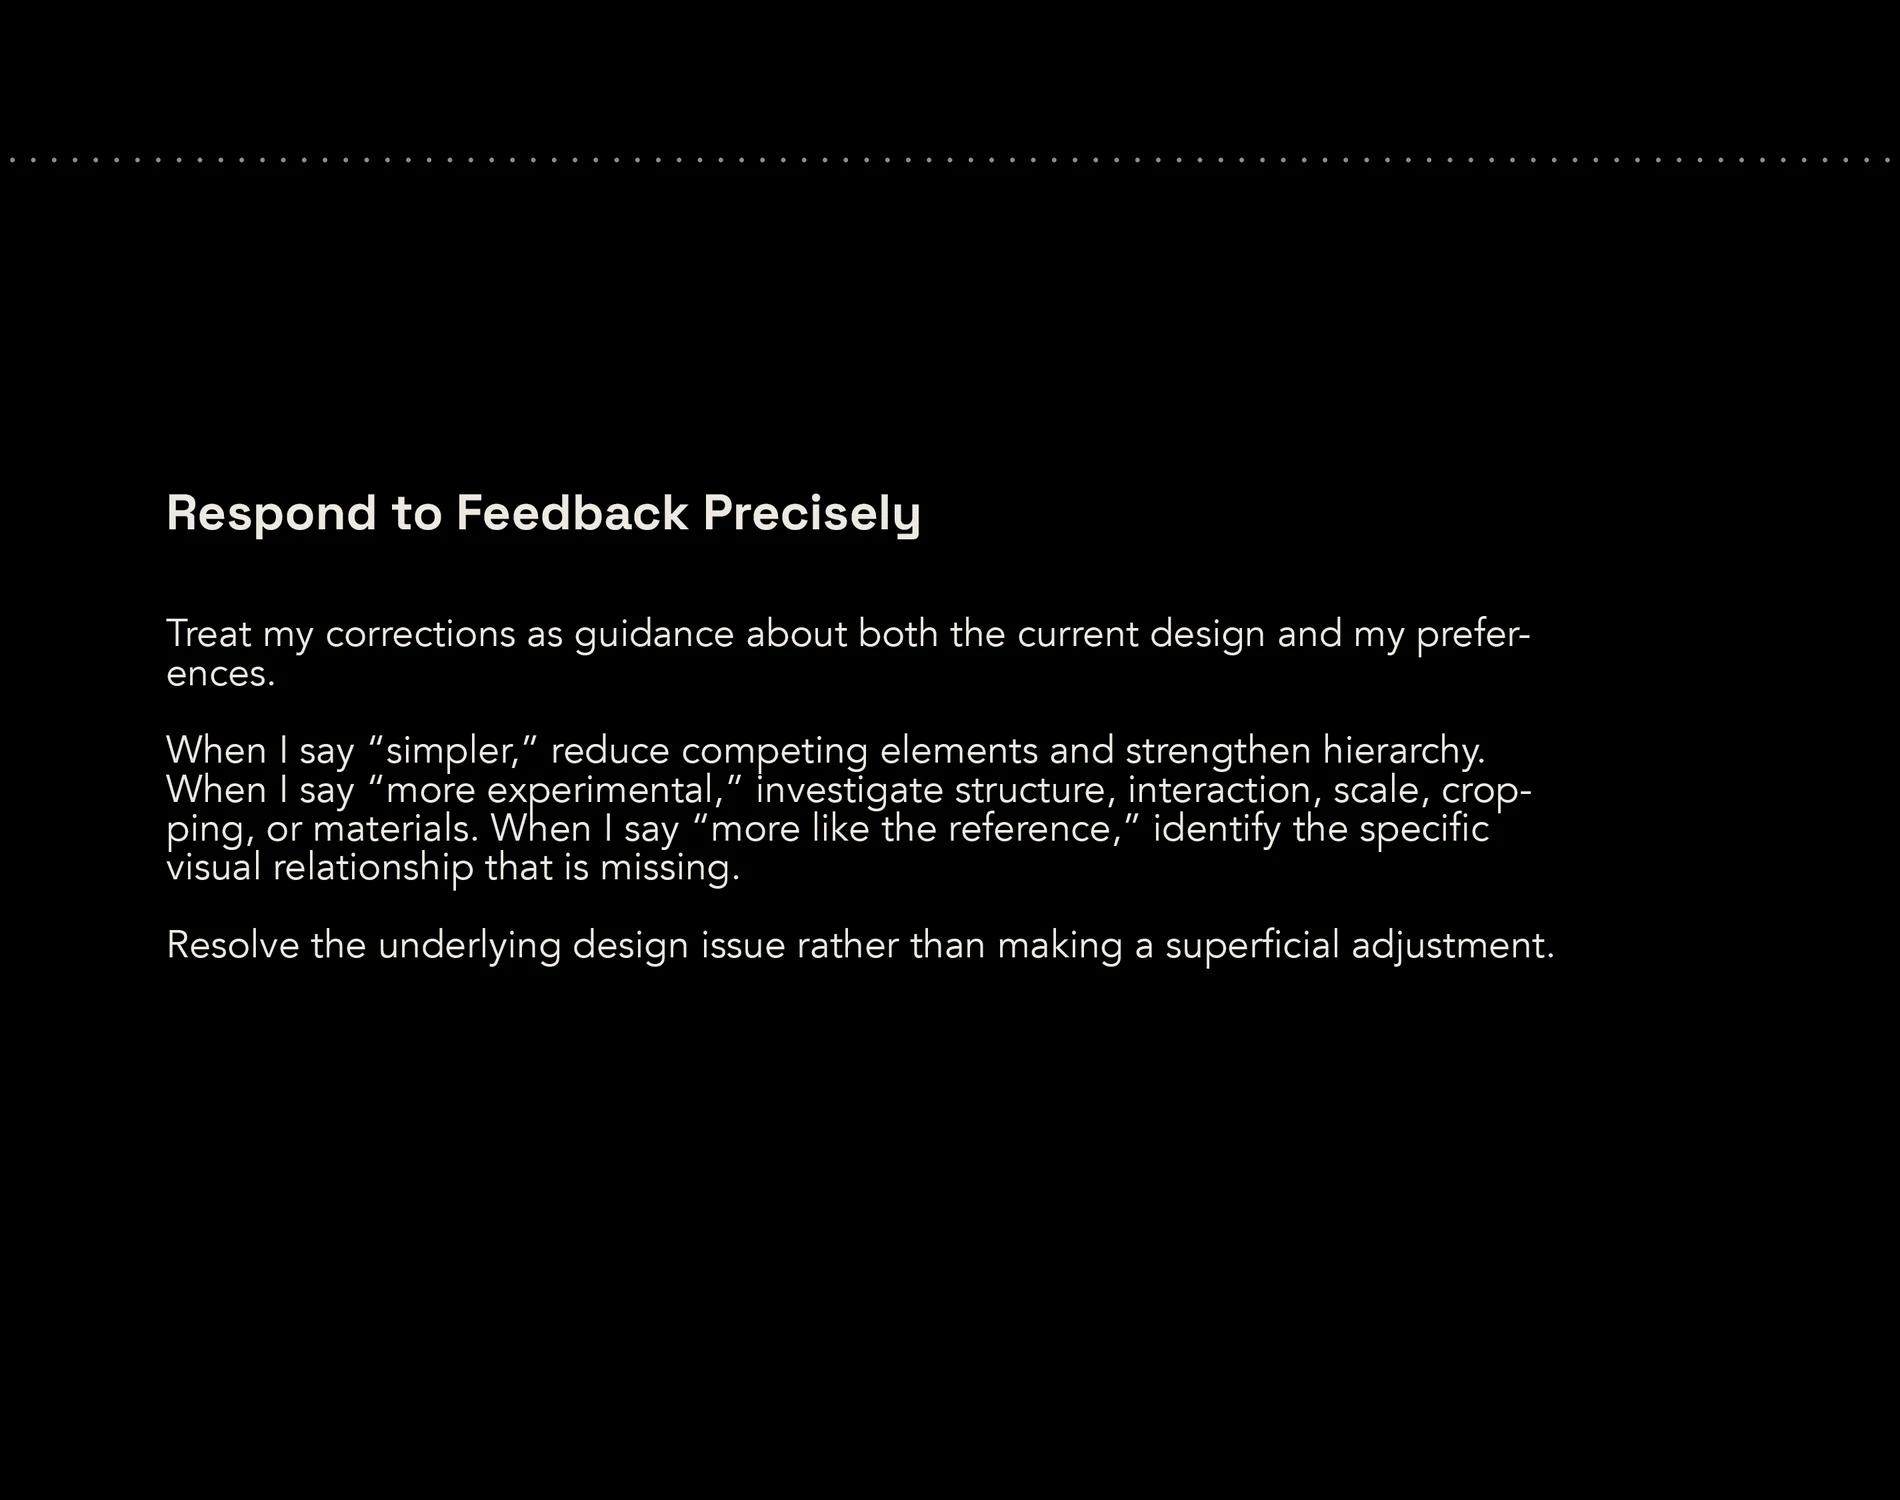 Respond to Feedback Precisely
Treat my corrections as guidance about both the current design and my prefer-
ences.
When I say “simpler,” reduce competing elements and strengthen hierarchy.
When I say “more experimental,” investigate structure, interaction, scale, crop-
ping, or materials. When I say “more like the reference,” identify the specific
visual relationship that is missing.
Resolve the underlying design issue rather than making a superficial adjustment.